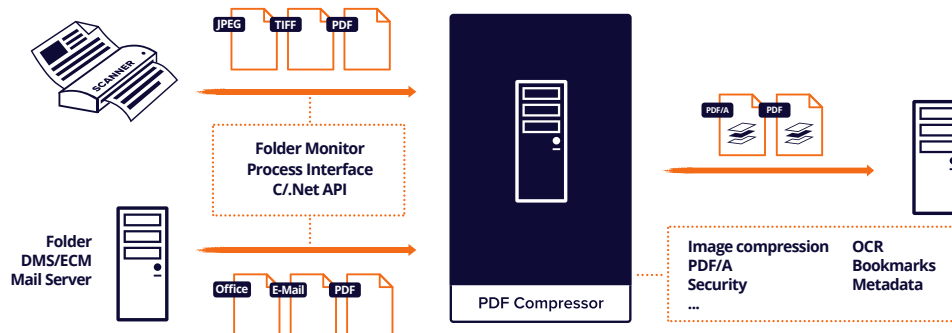 JPEG
TIFF
PDF
SCANNER
Folder Monitor
Process Interface
C/.Net API
Folder
DMS/ECM
Mail Server
Office
E-Mail
PDF
PDF Compressor
PDF/A
PDF
Image compression
PDF/A
Security
...
OCR
Bookmarks
Metadata